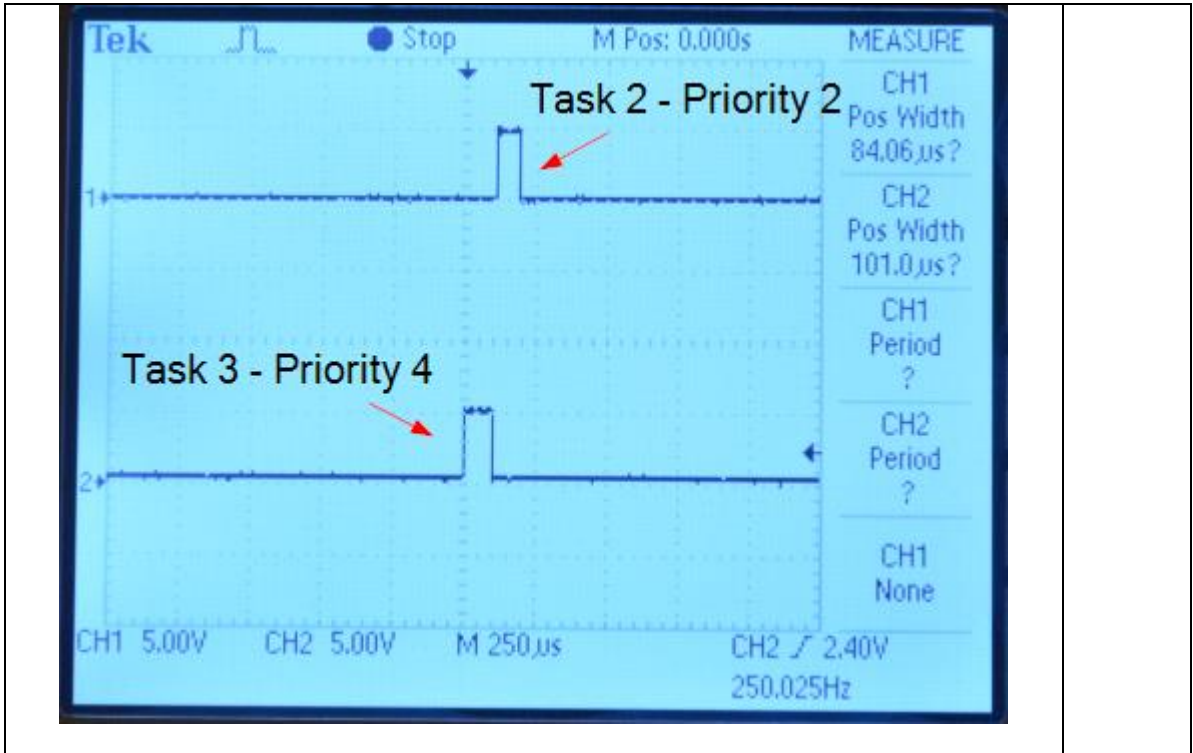 Tek Stop M Pos: 0.000s MEASURE
Task 2 - Priority 2
CH1
Pos Width
84.06µs?
1
CH2
Pos Width
101.0µs?
CH1
Period
?
Task 3 - Priority 4
CH2
Period
?
2
CH1
None
CH1 5.00V CH2 5.00V M 250µs CH2 2.40V
250.025Hz